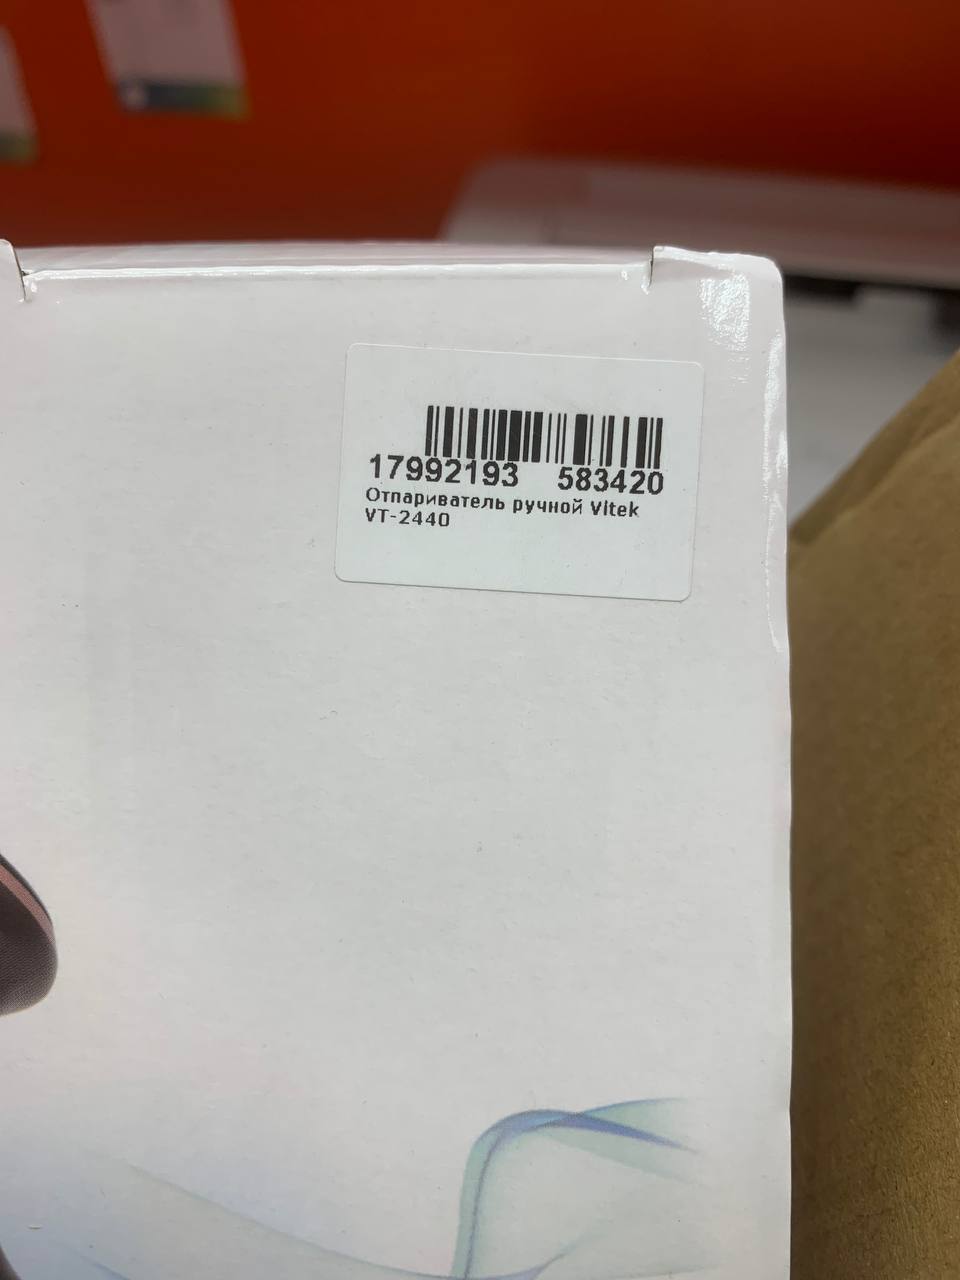 17992193 583420
Отпариватель ручной Vitek
VT-2440